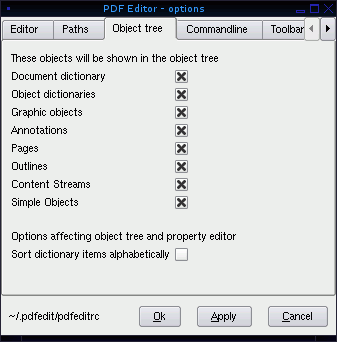 PDF Editor - options
Editor Paths Object tree Commandline Toolbar
These objects will be shown in the object tree
Document dictionary
Object dictionaries
Graphic objects
Annotations
Pages
Outlines
Content Streams
Simple Objects
Options affecting object tree and property editor
Sort dictionary items alphabetically
~/.pdfedit/pdfeditrc Ok Apply Cancel